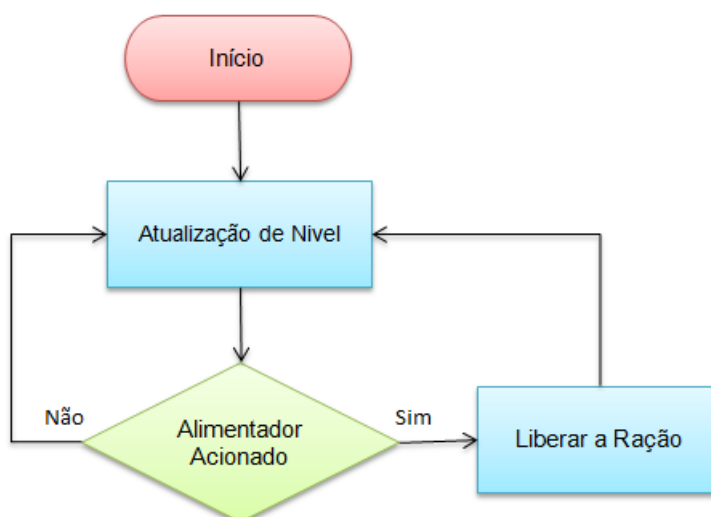 Início
Atualização de Nivel
Não
Alimentador
Acionado
Sim
Liberar a Ração